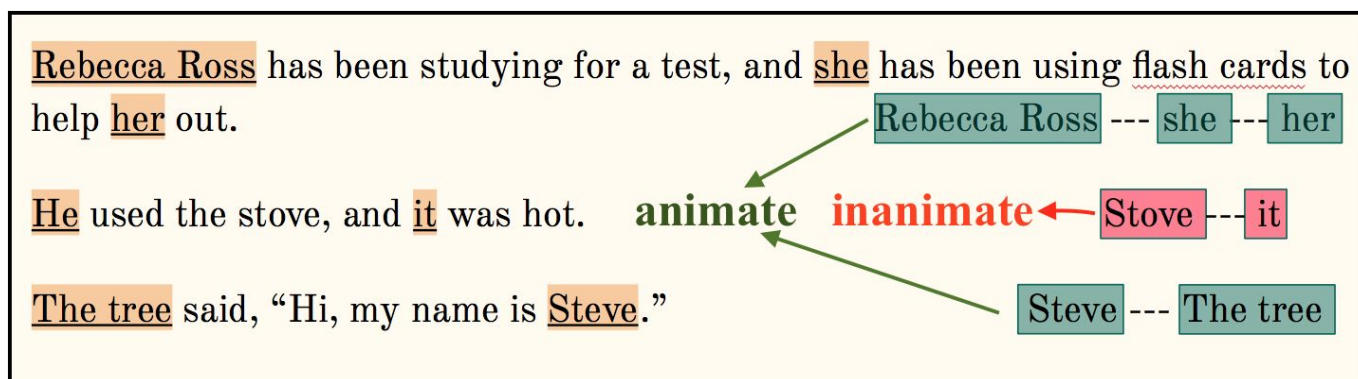 Rebecca Ross has been studying for a test, and she has been using flash cards to
help her out.
Rebecca Ross --- she --- her
He used the stove, and it was hot.
animate inanimate
Stove --- it
The tree said, “Hi, my name is Steve.”
Steve --- The tree